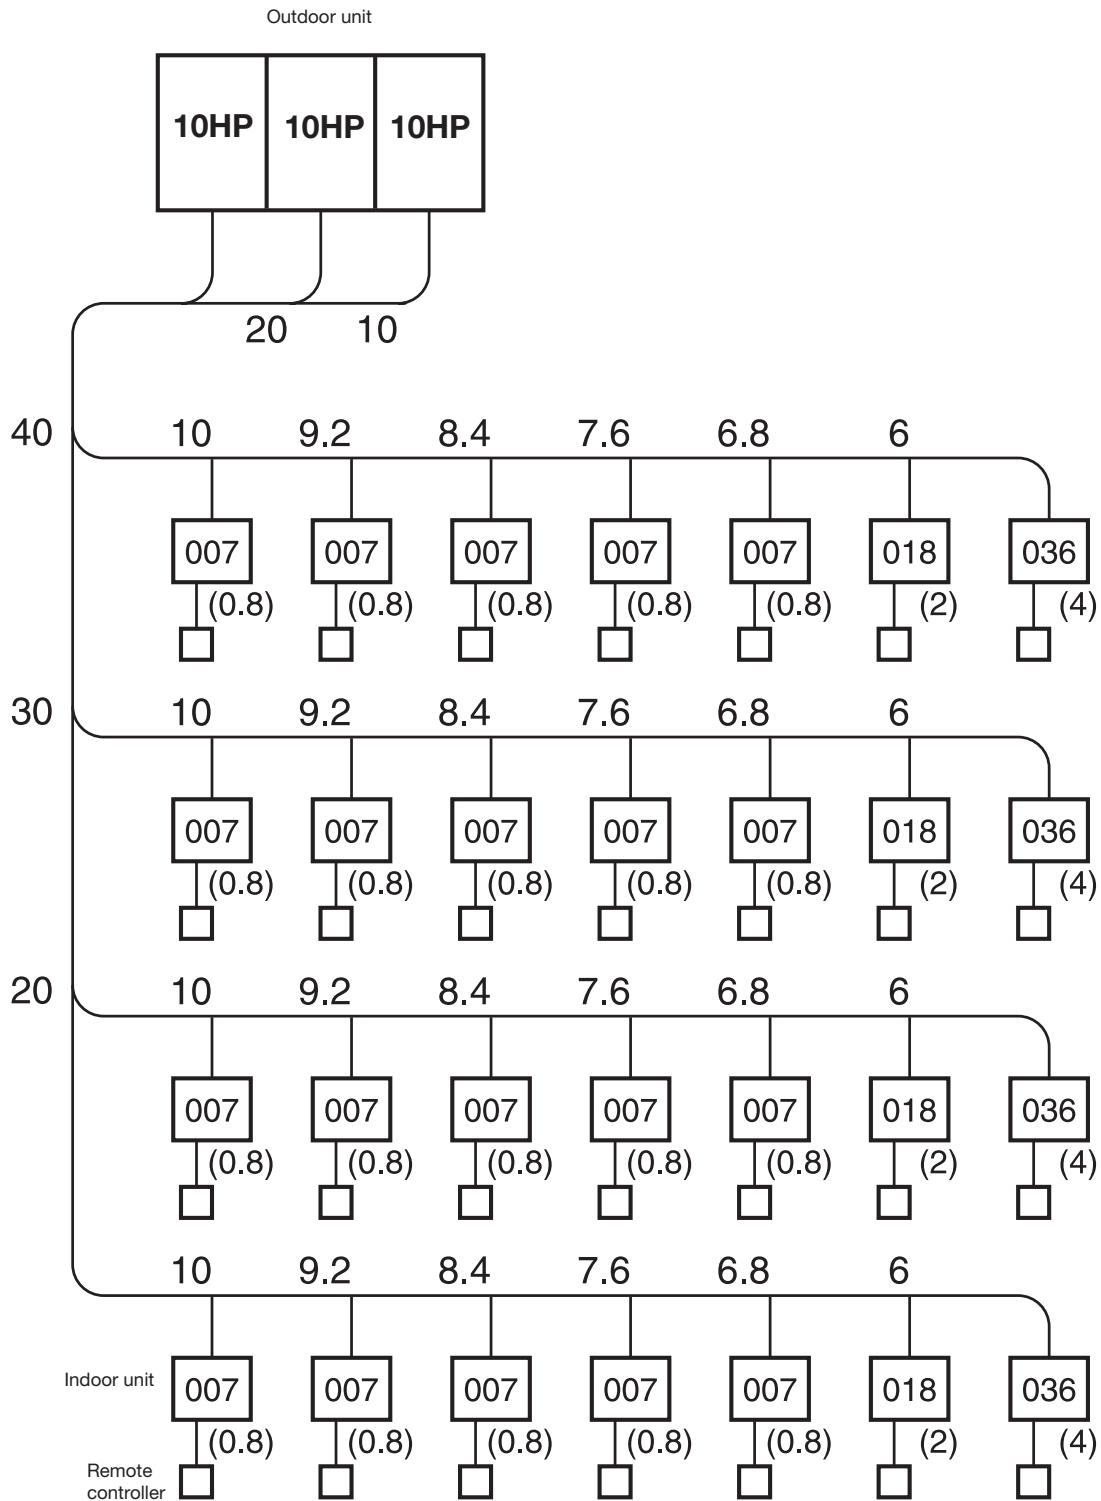 Outdoor unit
10HP 10HP 10HP
20 10
40 10 9.2 8.4 7.6 6.8 6
007 007 007 007 007 018 036
(0.8) (0.8) (0.8) (0.8) (0.8) (2) (4)
30 10 9.2 8.4 7.6 6.8 6
007 007 007 007 007 018 036
(0.8) (0.8) (0.8) (0.8) (0.8) (2) (4)
20 10 9.2 8.4 7.6 6.8 6
007 007 007 007 007 018 036
(0.8) (0.8) (0.8) (0.8) (0.8) (2) (4)
10 9.2 8.4 7.6 6.8 6
Indoor unit 007 007 007 007 007 018 036
(0.8) (0.8) (0.8) (0.8) (0.8) (2) (4)
Remote
controller